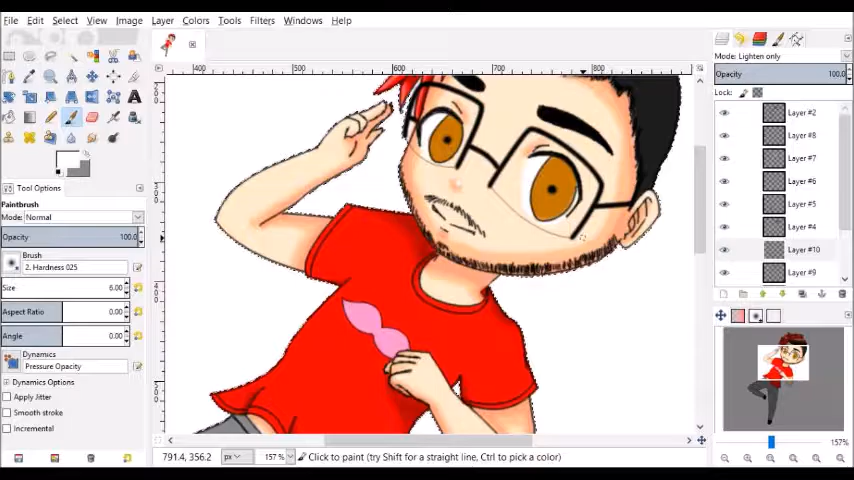 File Edit Select View Image Layer Colors Tools Filters Windows Help
Mode: Lighten only
Opacity 100.0
Lock:
400 500 600 700 800
Layer #2
Layer #8
Layer #7
Layer #6
Layer #5
Layer #4
Layer #10
Layer #9
Tool Options
Paintbrush
Mode: Normal
Opacity 100.0
Brush
2. Hardness 025
Size 6.00
Aspect Ratio 0.00
Angle 0.00
Dynamics
Pressure Opacity
Dynamics Options
Apply Jitter
Smooth stroke
Incremental
157%
791.4, 356.2 px 157 % Click to paint (try Shift for a straight line, Ctrl to pick a color)